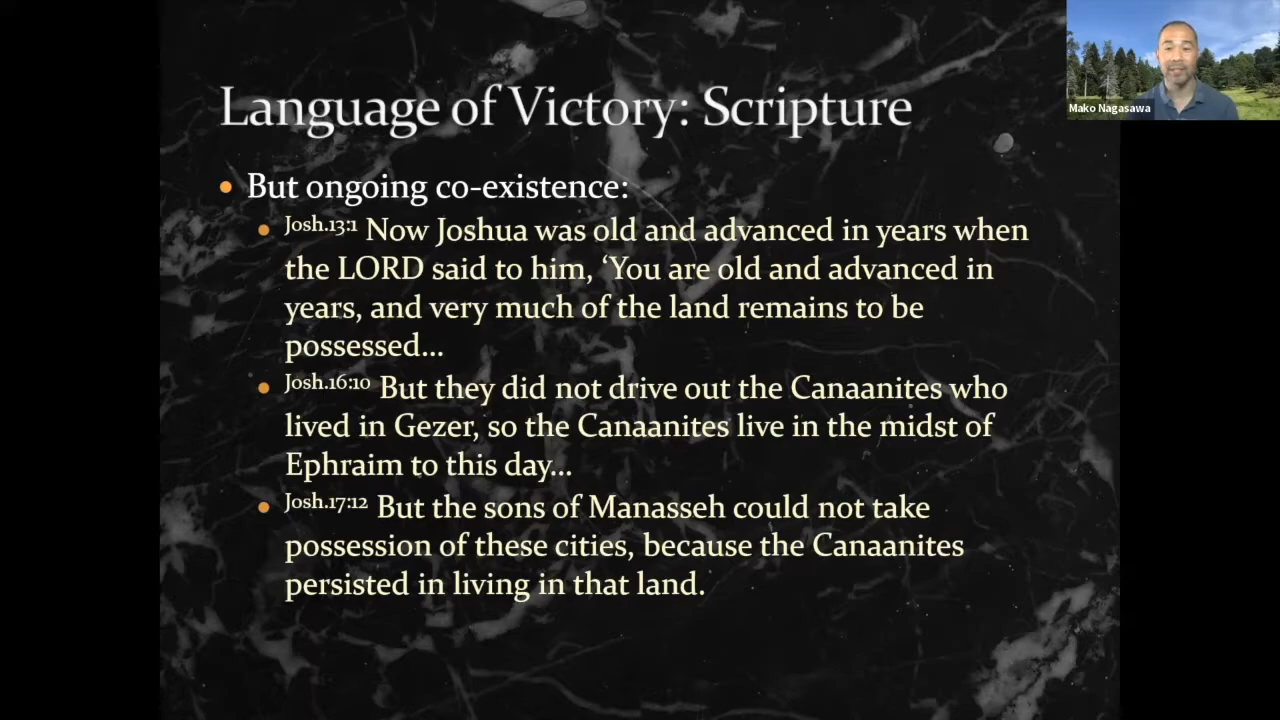 Language of Victory: Scripture
Mako Nagasawa
• But ongoing co-existence:
• Josh.13:1 Now Joshua was old and advanced in years when
the LORD said to him, ‘You are old and advanced in
years, and very much of the land remains to be
possessed…
• Josh.16:10 But they did not drive out the Canaanites who
lived in Gezer, so the Canaanites live in the midst of
Ephraim to this day…
• Josh.17:12 But the sons of Manasseh could not take
possession of these cities, because the Canaanites
persisted in living in that land.